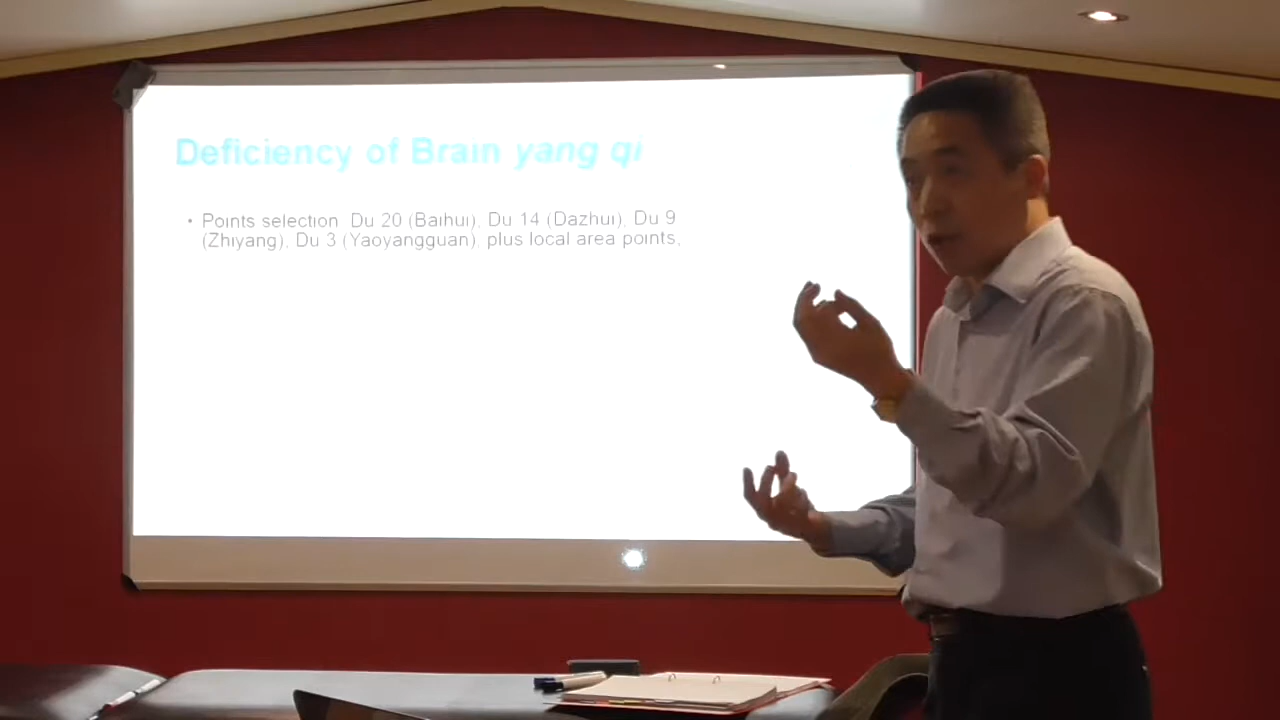 Deficiency of Brain yang qi
• Points selection Du 20 (Baihui), Du 14 (Dazhui), Du 9
(Zhiyang), Du 3 (Yaoyangguan), plus local area points,